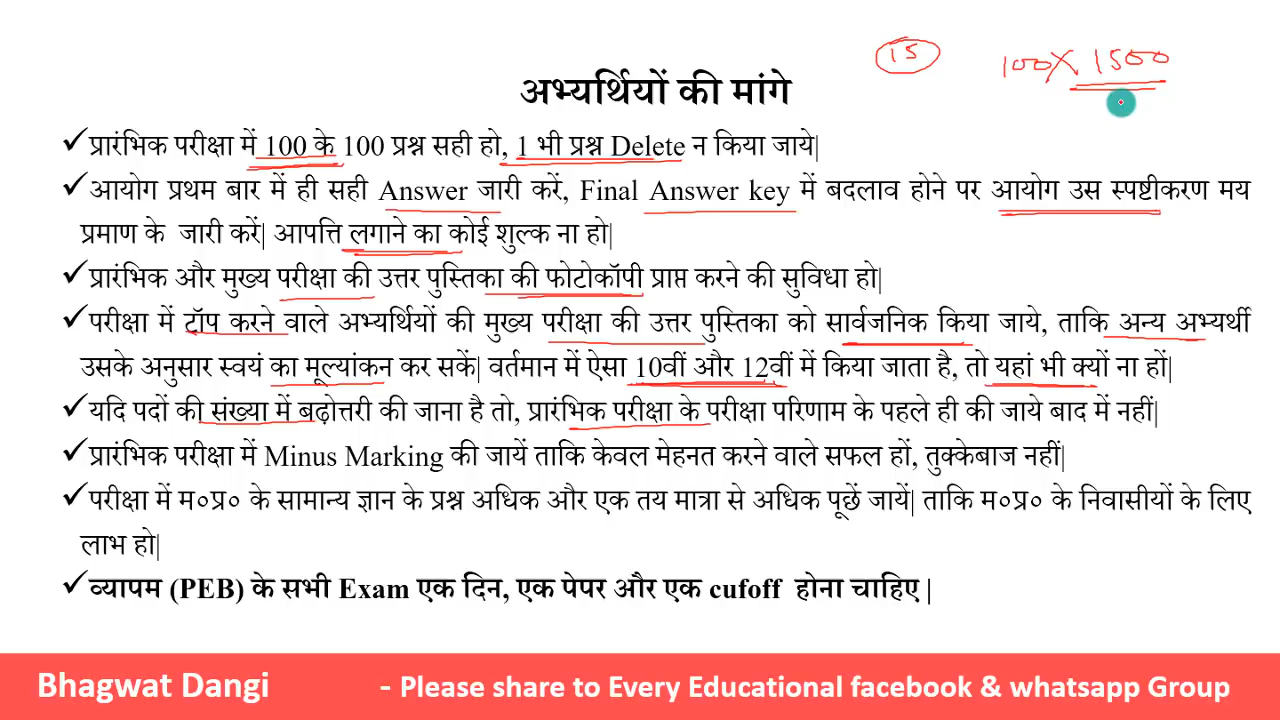 15
100 X 1500
अभ्यर्थियों की मांगे
✓प्रारंभिक परीक्षा में 100 के 100 प्रश्न सही हो, 1 भी प्रश्न Delete न किया जाये|
✓आयोग प्रथम बार में ही सही Answer जारी करें, Final Answer key में बदलाव होने पर आयोग उस स्पष्टीकरण मय
प्रमाण के जारी करें| आपत्ति लगाने का कोई शुल्क ना हो|
✓प्रारंभिक और मुख्य परीक्षा की उत्तर पुस्तिका की फोटोकॉपी प्राप्त करने की सुविधा हो|
✓परीक्षा में टॉप करने वाले अभ्यर्थियों की मुख्य परीक्षा की उत्तर पुस्तिका को सार्वजनिक किया जाये, ताकि अन्य अभ्यर्थी
उसके अनुसार स्वयं का मूल्यांकन कर सकें| वर्तमान में ऐसा 10वीं और 12वीं में किया जाता है, तो यहां भी क्यों ना हों|
✓यदि पदों की संख्या में बढ़ोत्तरी की जाना है तो, प्रारंभिक परीक्षा के परीक्षा परिणाम के पहले ही की जाये बाद में नहीं|
✓प्रारंभिक परीक्षा में Minus Marking की जायें ताकि केवल मेहनत करने वाले सफल हों, तुक्केबाज नहीं|
✓परीक्षा में म०प्र० के सामान्य ज्ञान के प्रश्न अधिक और एक तय मात्रा से अधिक पूछें जायें| ताकि म०प्र० के निवासीयों के लिए
लाभ हो|
✓व्यापम (PEB) के सभी Exam एक दिन, एक पेपर और एक cufoff होना चाहिए |
Bhagwat Dangi - Please share to Every Educational facebook & whatsapp Group